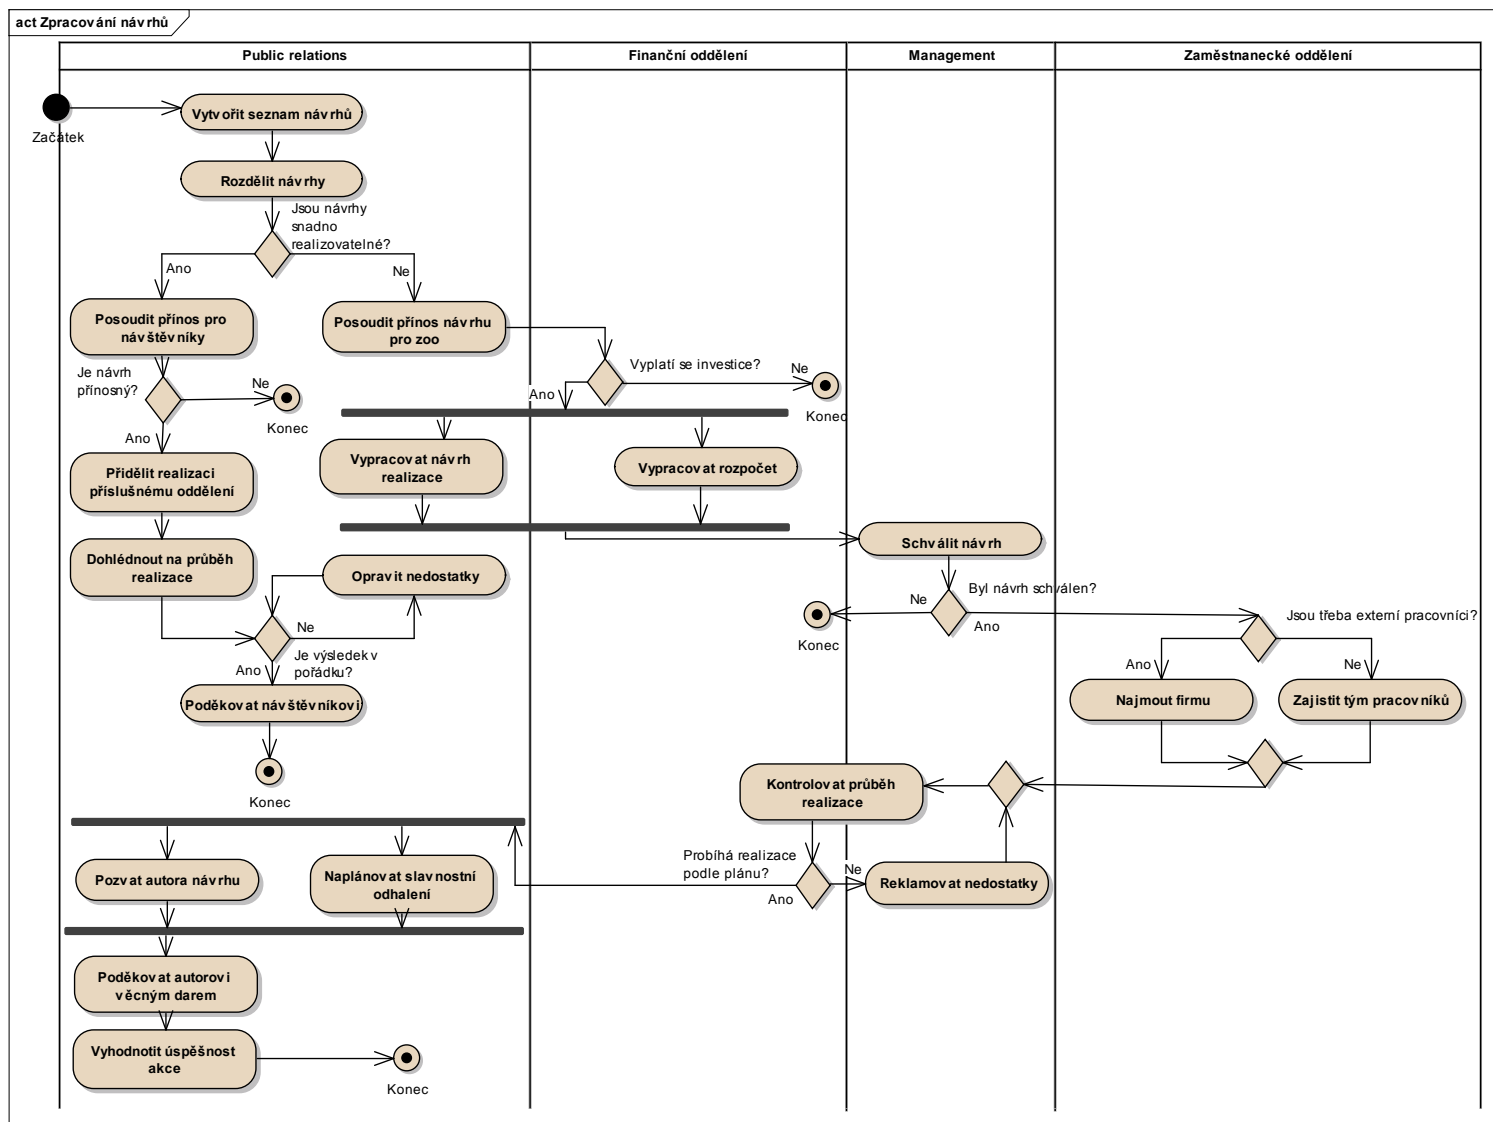 act Zpracování návrhů
Public relations
Finanční oddělení
Management
Zaměstnanecké oddělení
Začátek
Vytvořit seznam návrhů
Rozdělit návrhy
Jsou návrhy
snadno
realizovatelné?
Ano
Ne
Posoudit přínos pro
návštěvníky
Posoudit přínos návrhu
pro zoo
Je návrh
přínosný?
Ne
Konec
Vyplatí se investice?
Ne
Ano
Konec
Ano
Vypracovat návrh
realizace
Vypracovat rozpočet
Přidělit realizaci
příslušnému oddělení
Schválit návrh
Dohlédnout na průběh
realizace
Opravit nedostatky
Byl návrh schválen?
Ne
Ano
Konec
Jsou třeba externí pracovníci?
Ne
Je výsledek v
pořádku?
Ano
Ano
Ne
Najmout firmu
Zajistit tým pracovníků
Poděkovat návštěvníkovi
Konec
Kontrolovat průběh
realizace
Probíhá realizace
podle plánu?
Ne
Ano
Reklamovat nedostatky
Pozvat autora návrhu
Naplánovat slavnostní
odhalení
Poděkovat autorovi
věcným darem
Vyhodnotit úspěšnost
akce
Konec